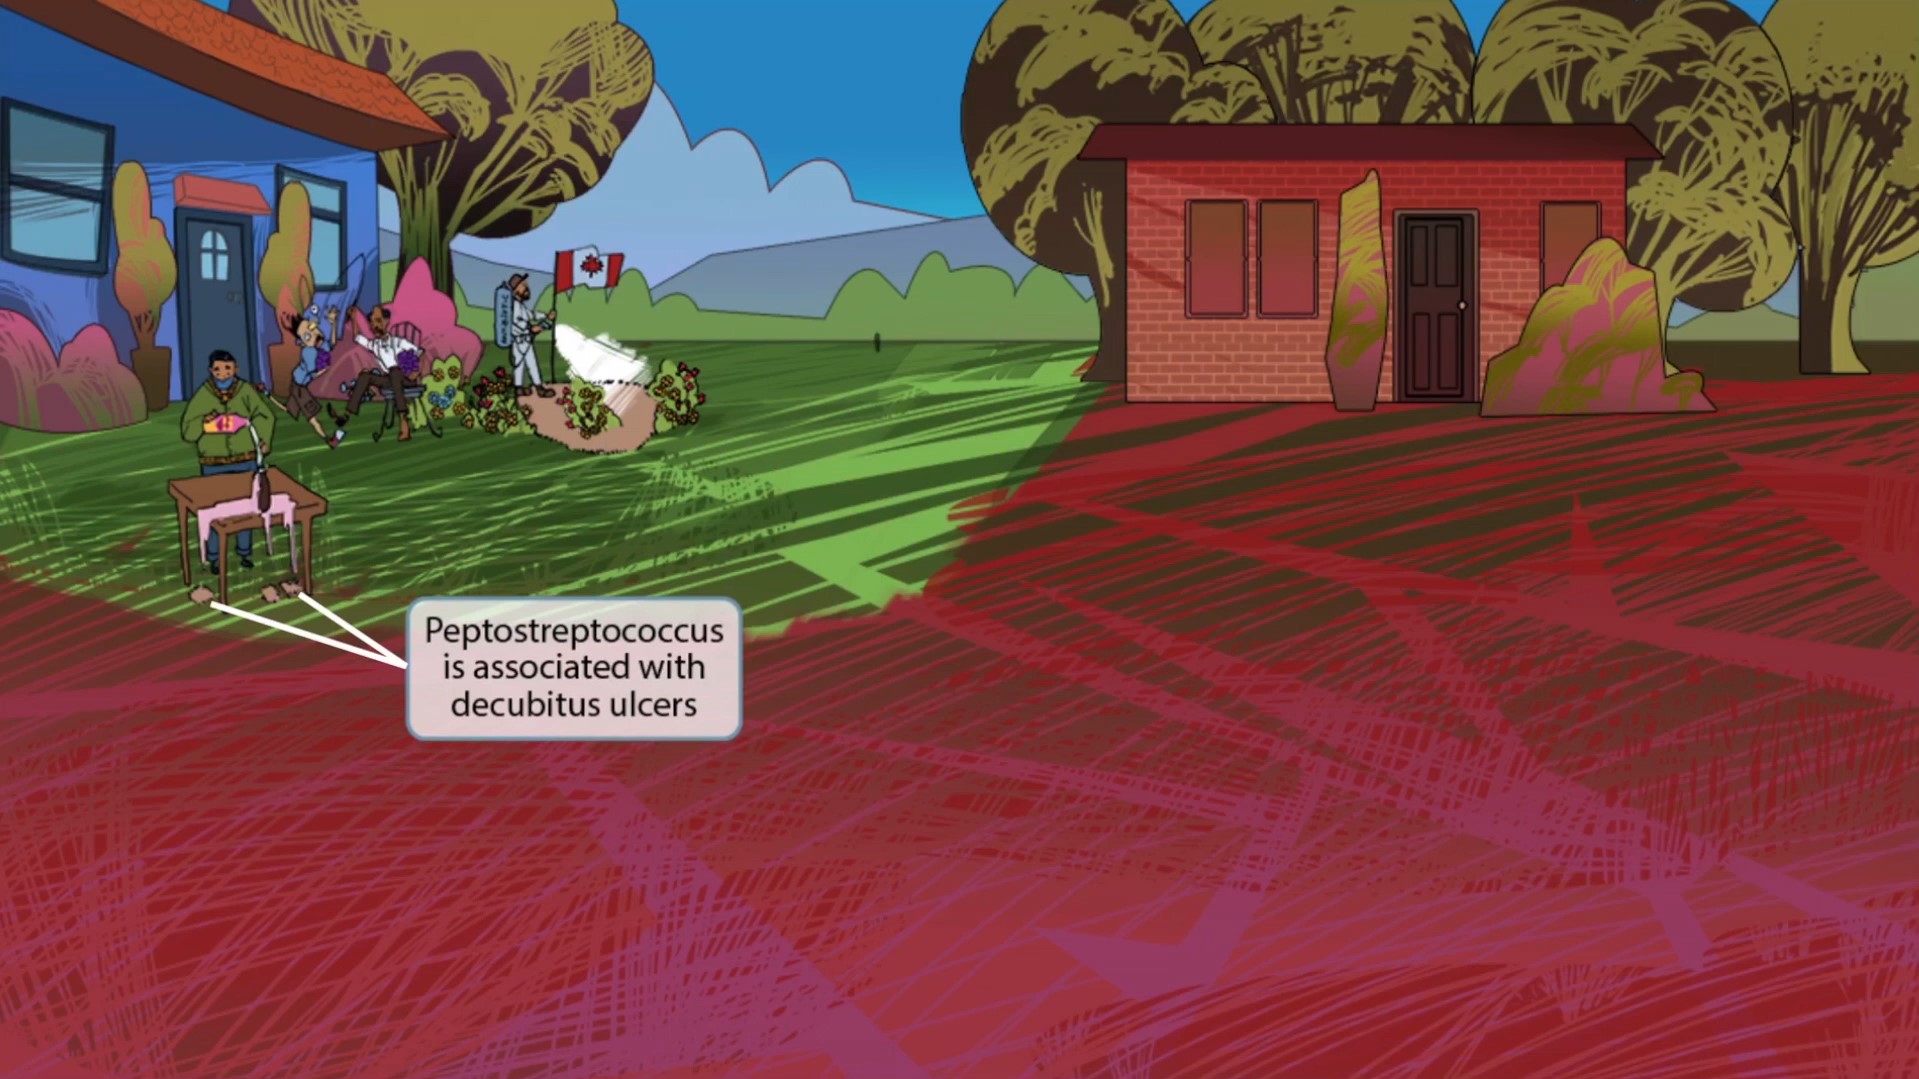 Peptostreptococcus
is associated with
decubitus ulcers